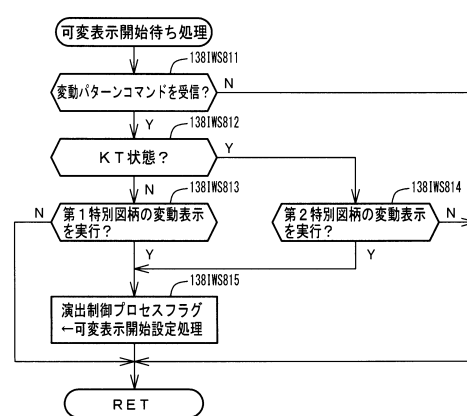 可変表示開始待ち処理
138IWS811
変動パターンコマンドを受信？
N
Y
138IWS812
KT状態？
Y
N
138IWS813
138IWS814
N
第1特別図柄の変動表示
を実行？
第2特別図柄の変動表示
を実行？
N
Y
Y
138IWS815
演出制御プロセスフラグ
←可変表示開始設定処理
RET